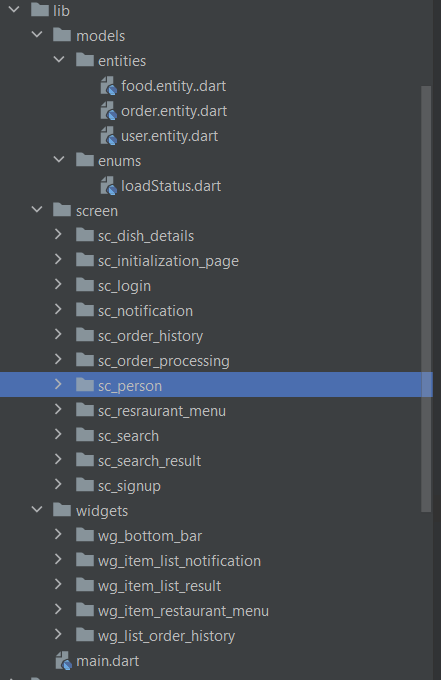 lib
models
entities
food.entity..dart
order.entity.dart
user.entity.dart
enums
loadStatus.dart
screen
sc_dish_details
sc_initialization_page
sc_login
sc_notification
sc_order_history
sc_order_processing
sc_person
sc_resraurant_menu
sc_search
sc_search_result
sc_signup
widgets
wg_bottom_bar
wg_item_list_notification
wg_item_list_result
wg_item_restaurant_menu
wg_list_order_history
main.dart